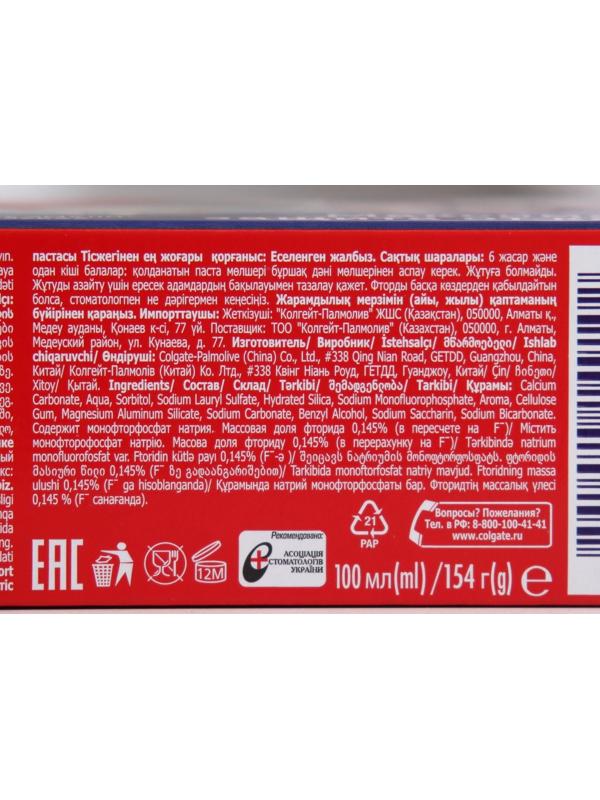 пастасы Тісжегінен ең жоғары қорғаныс: Еселенген жалбыз. Сақтық шаралары: 6 жасар және
одан кіші балалар: қолданатын паста мөлшері бұршақ дәні мөлшерінен аспау керек. Жұтуға болмайды.
Жұтуды азайту үшін ересек адамдардың бақылауымен тазалау қажет. Фторды басқа көздерден қабылдайтын
болса, стоматологпен не дәрігермен кеңесіңіз. Жарамдылық мерзімін (айы, жылы) қаптаманың
бүйірінен қараңыз. Импорттаушы: Жеткізуші: "Колгейт-Палмолив" ЖШС (Қазақстан), 050000, Алматы қ.,
Медеу ауданы, Қонаев к-сі, 77 үй. Поставщик: ТОО "Колгейт-Палмолив" (Казахстан), 050000, г. Алматы,
Медеуский район, ул. Кунаева, д. 77. Изготовитель/ Виробник/ İstehsalçı/ მწარმოებელი/ Ishlab
chiqaruvchi/ Өндіруші: Colgate-Palmolive (China) Co., Ltd., #338 Qing Nian Road, GETDD, Guangzhou, China,
Китай/ Колгейт-Палмолів (Китай) Ко. Лтд., #338 Квінг Ніань Роуд, ГЕТДД, Гуанджоу, Китай/ Çin/ ჩინეთი/
Xitoy/ Қытай. Ingredients/ Состав/ Склад/ Tərkibi/ შემადგენლობა/ Tarkibi/ Құрамы: Calcium
Carbonate, Aqua, Sorbitol, Sodium Lauryl Sulfate, Hydrated Silica, Sodium Monofluorophosphate, Aroma, Cellulose
Gum, Magnesium Aluminum Silicate, Sodium Carbonate, Benzyl Alcohol, Sodium Saccharin, Sodium Bicarbonate.
Содержит монофторфосфат натрия. Массовая доля фторида 0,145% (в пересчете на F⁻)/ Містить
монофторофосфат натрію. Масова доля фториду 0,145% (в перерахунку на F⁻)/ Tərkibində natrium
monofluorofosfat var. Ftoridin kütlə payı 0,145% (F⁻-ə )/ შეიცავს ნატრიუმის მონოფტორფოსფატს. ფტორიდის
მასიური წილი 0,145% (F⁻ ზე გადაანგარიშებით)/ Tarkibida monoftorfosfat natriy mavjud. Ftoridning massa
ulushi 0,145% (F⁻ ga hisoblanganda)/ Құрамында натрий монофторфосфаты бар. Фторидтің массалық үлесі
0,145 % (F⁻ санағанда).
EAC
12M
Рекомендовано:
АСОЦІАЦІЯ
СТОМАТОЛОГІВ
УКРАЇНИ
21
PAP
Вопросы? Пожелания?
Тел. в РФ: 8-800-100-41-41
www.colgate.ru
100 мл(ml) /154 г(g) ℮